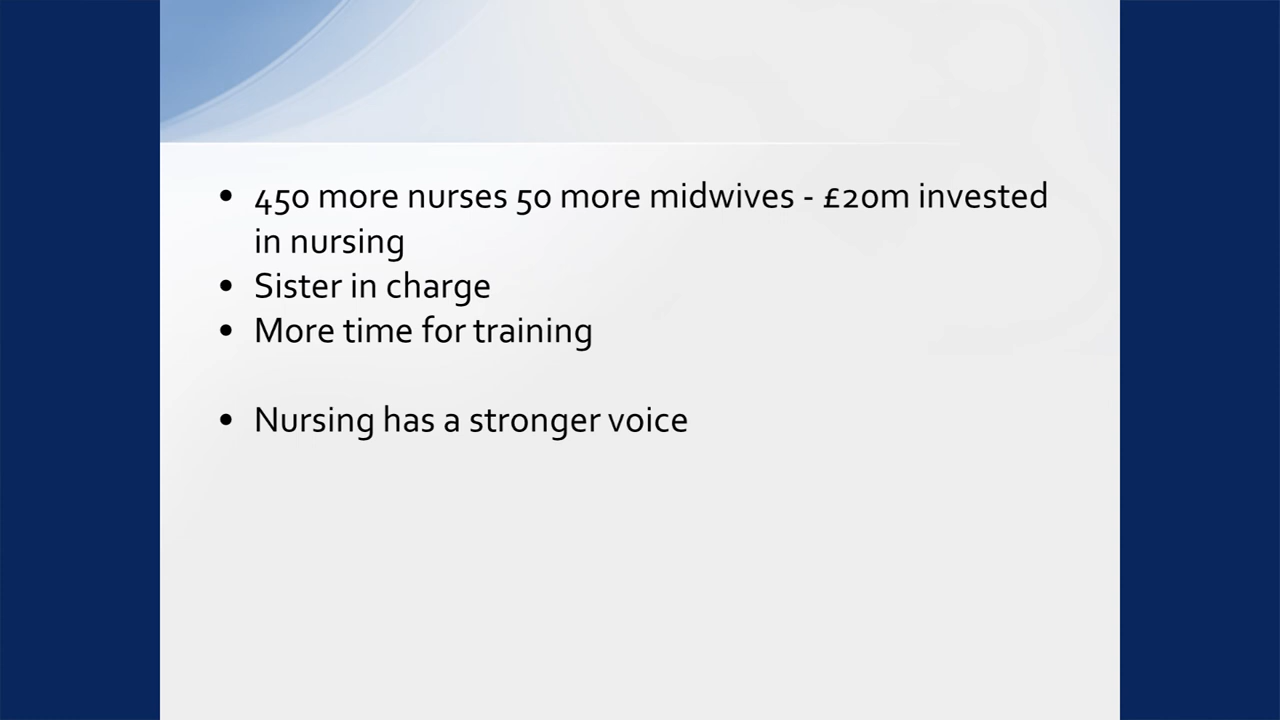 • 450 more nurses 50 more midwives - £20m invested
in nursing
• Sister in charge
• More time for training
• Nursing has a stronger voice